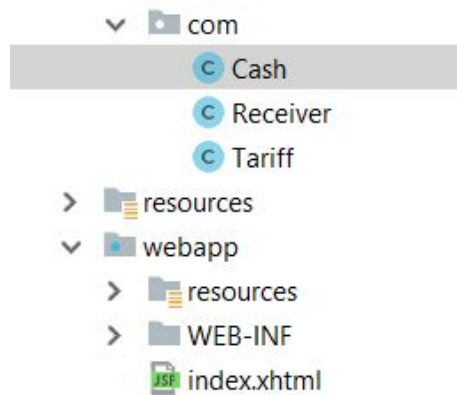 com
C Cash
C Receiver
C Tariff
resources
webapp
resources
WEB-INF
JSF index.xhtml